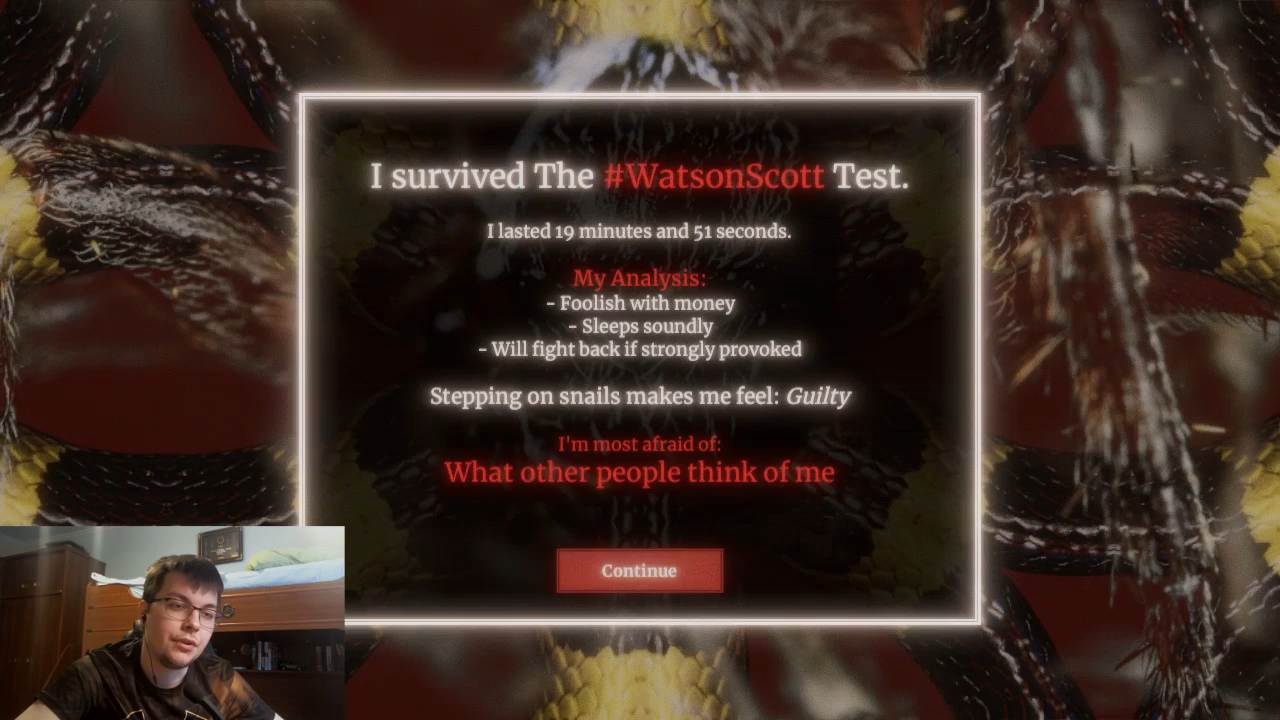 I survived The #WatsonScott Test.
I lasted 19 minutes and 51 seconds.
My Analysis:
- Foolish with money
- Sleeps soundly
- Will fight back if strongly provoked
Stepping on snails makes me feel: Guilty
I'm most afraid of:
What other people think of me
Continue